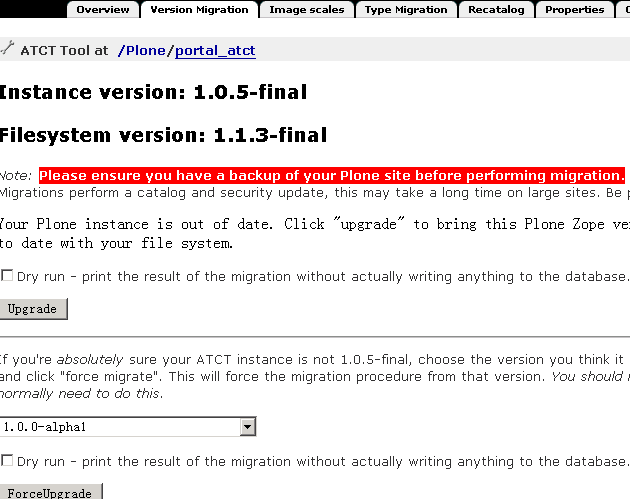 Overview Version Migration Image scales Type Migration Recatalog Properties
ATCT Tool at /Plone/portal_atct
Instance version: 1.0.5-final
Filesystem version: 1.1.3-final
Note: Please ensure you have a backup of your Plone site before performing migration.
Migrations perform a catalog and security update, this may take a long time on large sites. Be
Your Plone instance is out of date. Click "upgrade" to bring this Plone Zope
to date with your file system.
Dry run - print the result of the migration without actually writing anything to the database.
Upgrade
If you're absolutely sure your ATCT instance is not 1.0.5-final, choose the version you think it
and click "force migrate". This will force the migration procedure from that version. You should
normally need to do this.
1.0.0-alpha1
Dry run - print the result of the migration without actually writing anything to the database.
ForceUpgrade